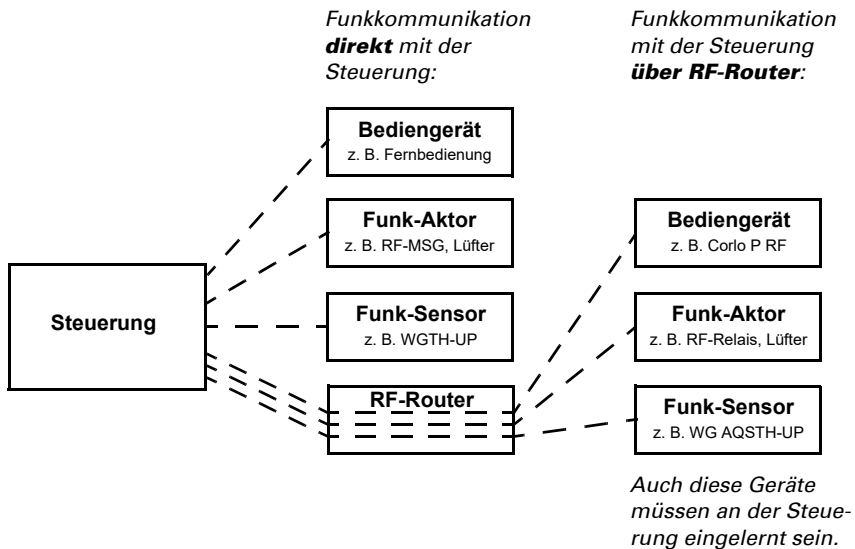 Funkkommunikation
direkt mit der
Steuerung:
Funkkommunikation
mit der Steuerung
über RF-Router:
Bediengerät
z. B. Fernbedienung
Funk-Aktor
z. B. RF-MSG, Lüfter
Bediengerät
z. B. Corlo P RF
Steuerung
Funk-Sensor
z. B. WGTH-UP
Funk-Aktor
z. B. RF-Relais, Lüfter
RF-Router
Funk-Sensor
z. B. WG AQSTH-UP
Auch diese Geräte
müssen an der Steue-
rung eingelernt sein.